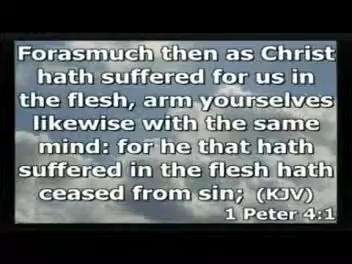 Forasmuch then as Christ
hath suffered for us in
the flesh, arm yourselves
likewise with the same
mind: for he that hath
suffered in the flesh hath
ceased from sin; (KJV)
1 Peter 4:1